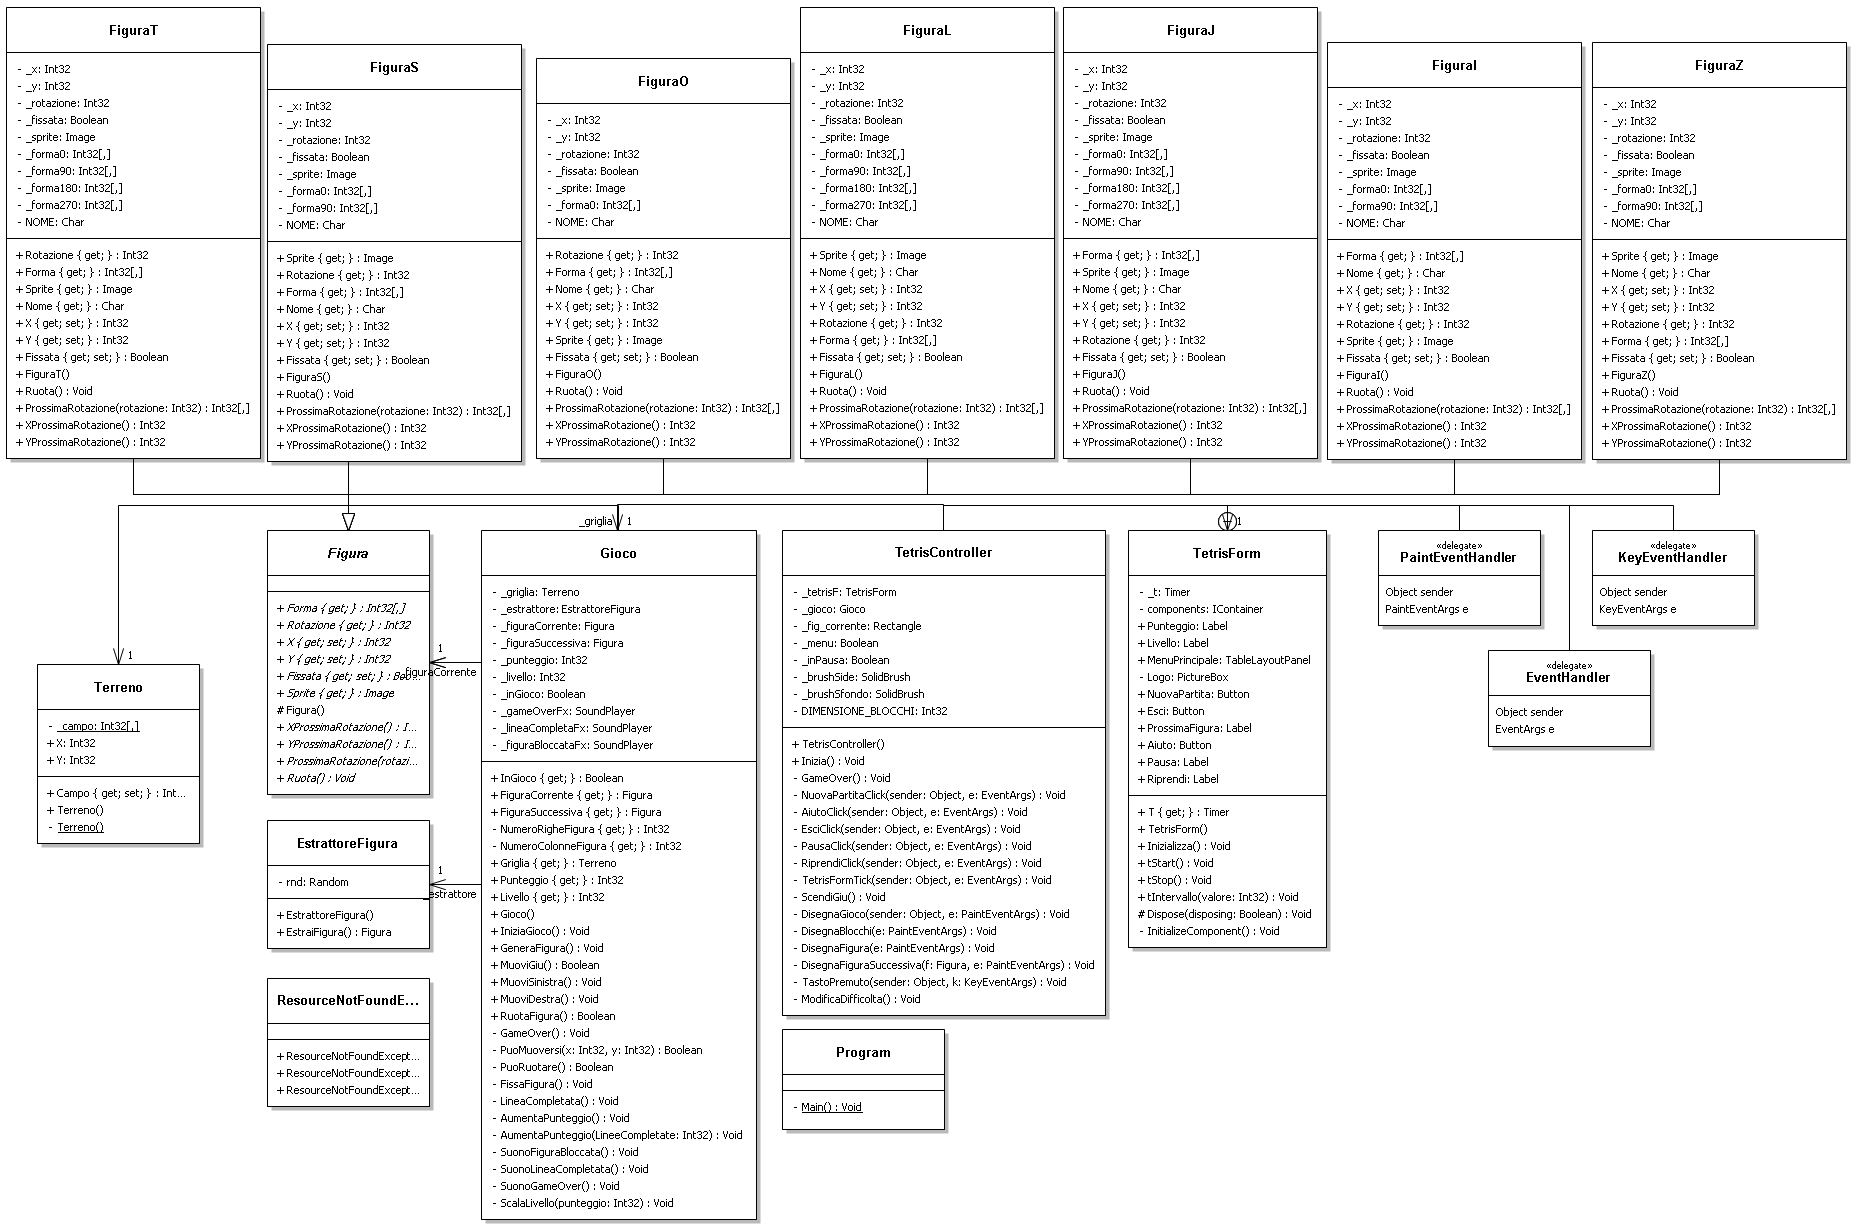 FiguraT
- _x: Int32
- _y: Int32
- _rotazione: Int32
- _fissata: Boolean
- _sprite: Image
- _forma0: Int32[,]
- _forma90: Int32[,]
- _forma180: Int32[,]
- _forma270: Int32[,]
- NOME: Char
+ Rotazione { get; } : Int32
+ Forma { get; } : Int32[,]
+ Sprite { get; } : Image
+ Nome { get; } : Char
+ X { get; set; } : Int32
+ Y { get; set; } : Int32
+ Fissata { get; set; } : Boolean
+ FiguraT()
+ Ruota() : Void
+ ProssimaRotazione(rotazione: Int32) : Int32[,]
+ XProssimaRotazione() : Int32
+ YProssimaRotazione() : Int32
FiguraS
- _x: Int32
- _y: Int32
- _rotazione: Int32
- _fissata: Boolean
- _sprite: Image
- _forma0: Int32[,]
- _forma90: Int32[,]
- NOME: Char
+ Sprite { get; } : Image
+ Rotazione { get; } : Int32
+ Forma { get; } : Int32[,]
+ Nome { get; } : Char
+ X { get; set; } : Int32
+ Y { get; set; } : Int32
+ Fissata { get; set; } : Boolean
+ FiguraS()
+ Ruota() : Void
+ ProssimaRotazione(rotazione: Int32) : Int32[,]
+ XProssimaRotazione() : Int32
+ YProssimaRotazione() : Int32
FiguraO
- _x: Int32
- _y: Int32
- _rotazione: Int32
- _fissata: Boolean
- _sprite: Image
- _forma0: Int32[,]
- NOME: Char
+ Rotazione { get; } : Int32
+ Forma { get; } : Int32[,]
+ Nome { get; } : Char
+ X { get; set; } : Int32
+ Y { get; set; } : Int32
+ Sprite { get; } : Image
+ Fissata { get; set; } : Boolean
+ FiguraO()
+ Ruota() : Void
+ ProssimaRotazione(rotazione: Int32) : Int32[,]
+ XProssimaRotazione() : Int32
+ YProssimaRotazione() : Int32
FiguraL
- _x: Int32
- _y: Int32
- _rotazione: Int32
- _fissata: Boolean
- _sprite: Image
- _forma0: Int32[,]
- _forma90: Int32[,]
- _forma180: Int32[,]
- _forma270: Int32[,]
- NOME: Char
+ Sprite { get; } : Image
+ Nome { get; } : Char
+ X { get; set; } : Int32
+ Y { get; set; } : Int32
+ Rotazione { get; } : Int32
+ Forma { get; } : Int32[,]
+ Fissata { get; set; } : Boolean
+ FiguraL()
+ Ruota() : Void
+ ProssimaRotazione(rotazione: Int32) : Int32[,]
+ XProssimaRotazione() : Int32
+ YProssimaRotazione() : Int32
FiguraJ
- _x: Int32
- _y: Int32
- _rotazione: Int32
- _fissata: Boolean
- _sprite: Image
- _forma0: Int32[,]
- _forma90: Int32[,]
- _forma180: Int32[,]
- _forma270: Int32[,]
- NOME: Char
+ Forma { get; } : Int32[,]
+ Sprite { get; } : Image
+ Nome { get; } : Char
+ X { get; set; } : Int32
+ Y { get; set; } : Int32
+ Rotazione { get; } : Int32
+ Fissata { get; set; } : Boolean
+ FiguraJ()
+ Ruota() : Void
+ ProssimaRotazione(rotazione: Int32) : Int32[,]
+ XProssimaRotazione() : Int32
+ YProssimaRotazione() : Int32
FiguraI
- _x: Int32
- _y: Int32
- _rotazione: Int32
- _fissata: Boolean
- _sprite: Image
- _forma0: Int32[,]
- _forma90: Int32[,]
- NOME: Char
+ Forma { get; } : Int32[,]
+ Nome { get; } : Char
+ X { get; set; } : Int32
+ Y { get; set; } : Int32
+ Rotazione { get; } : Int32
+ Sprite { get; } : Image
+ Fissata { get; set; } : Boolean
+ FiguraI()
+ Ruota() : Void
+ ProssimaRotazione(rotazione: Int32) : Int32[,]
+ XProssimaRotazione() : Int32
+ YProssimaRotazione() : Int32
FiguraZ
- _x: Int32
- _y: Int32
- _rotazione: Int32
- _fissata: Boolean
- _sprite: Image
- _forma0: Int32[,]
- _forma90: Int32[,]
- NOME: Char
+ Sprite { get; } : Image
+ Nome { get; } : Char
+ X { get; set; } : Int32
+ Y { get; set; } : Int32
+ Rotazione { get; } : Int32
+ Forma { get; } : Int32[,]
+ Fissata { get; set; } : Boolean
+ FiguraZ()
+ Ruota() : Void
+ ProssimaRotazione(rotazione: Int32) : Int32[,]
+ XProssimaRotazione() : Int32
+ YProssimaRotazione() : Int32
1
Terreno
- _campo: Int32[,]
+ X: Int32
+ Y: Int32
+ Campo { get; set; } : Int...
+ Terreno()
- Terreno()
Figura
+ Forma { get; } : Int32[,]
+ Rotazione { get; } : Int32
+ X { get; set; } : Int32
+ Y { get; set; } : Int32
+ Fissata { get; set; } : Boo...
+ Sprite { get; } : Image
# Figura()
+ XProssimaRotazione() : I...
+ YProssimaRotazione() : I...
+ ProssimaRotazione(rotazi...
+ Ruota() : Void
1
_figuraCorrente
EstrattoreFigura
- rnd: Random
+ EstrattoreFigura()
+ EstraiFigura() : Figura
1
_estrattore
ResourceNotFoundE...
+ ResourceNotFoundExcept...
+ ResourceNotFoundExcept...
+ ResourceNotFoundExcept...
_griglia
1
Gioco
- _griglia: Terreno
- _estrattore: EstrattoreFigura
- _figuraCorrente: Figura
- _figuraSuccessiva: Figura
- _punteggio: Int32
- _livello: Int32
- _inGioco: Boolean
- _gameOverFx: SoundPlayer
- _lineaCompletaFx: SoundPlayer
- _figuraBloccataFx: SoundPlayer
+ InGioco { get; } : Boolean
+ FiguraCorrente { get; } : Figura
+ FiguraSuccessiva { get; } : Figura
- NumeroRigheFigura { get; } : Int32
- NumeroColonneFigura { get; } : Int32
+ Griglia { get; } : Terreno
+ Punteggio { get; } : Int32
+ Livello { get; } : Int32
+ Gioco()
+ IniziaGioco() : Void
+ GeneraFigura() : Void
+ MuoviGiu() : Boolean
+ MuoviSinistra() : Void
+ MuoviDestra() : Void
+ RuotaFigura() : Boolean
- GameOver() : Void
- PuoMuoversi(x: Int32, y: Int32) : Boolean
- PuoRuotare() : Boolean
- FissaFigura() : Void
- LineaCompletata() : Void
- AumentaPunteggio() : Void
- AumentaPunteggio(LineeCompletate: Int32) : Void
- SuonoFiguraBloccata() : Void
- SuonoLineaCompletata() : Void
- SuonoGameOver() : Void
- ScalaLivello(punteggio: Int32) : Void
TetrisController
- _tetrisF: TetrisForm
- _gioco: Gioco
- _fig_corrente: Rectangle
- _menu: Boolean
- _inPausa: Boolean
- _brushSide: SolidBrush
- _brushSfondo: SolidBrush
- DIMENSIONE_BLOCCHI: Int32
+ TetrisController()
+ Inizia() : Void
- GameOver() : Void
- NuovaPartitaClick(sender: Object, e: EventArgs) : Void
- AiutoClick(sender: Object, e: EventArgs) : Void
- EsciClick(sender: Object, e: EventArgs) : Void
- PausaClick(sender: Object, e: EventArgs) : Void
- RiprendiClick(sender: Object, e: EventArgs) : Void
- TetrisFormTick(sender: Object, e: EventArgs) : Void
- ScendiGiu() : Void
- DisegnaGioco(sender: Object, e: PaintEventArgs) : Void
- DisegnaBlocchi(e: PaintEventArgs) : Void
- DisegnaFigura(e: PaintEventArgs) : Void
- DisegnaFiguraSuccessiva(f: Figura, e: PaintEventArgs) : Void
- TastoPremuto(sender: Object, k: KeyEventArgs) : Void
- ModificaDifficolta() : Void
Program
- Main() : Void
1
TetrisForm
- _t: Timer
- components: IContainer
+ Punteggio: Label
+ Livello: Label
+ MenuPrincipale: TableLayoutPanel
- Logo: PictureBox
+ NuovaPartita: Button
+ Esci: Button
+ ProssimaFigura: Label
+ Aiuto: Button
+ Pausa: Label
+ Riprendi: Label
+ T { get; } : Timer
+ TetrisForm()
+ Inizializza() : Void
+ tStart() : Void
+ tStop() : Void
+ tIntervallo(valore: Int32) : Void
# Dispose(disposing: Boolean) : Void
- InitializeComponent() : Void
«delegate»
PaintEventHandler
Object sender
PaintEventArgs e
«delegate»
KeyEventHandler
Object sender
KeyEventArgs e
«delegate»
EventHandler
Object sender
EventArgs e